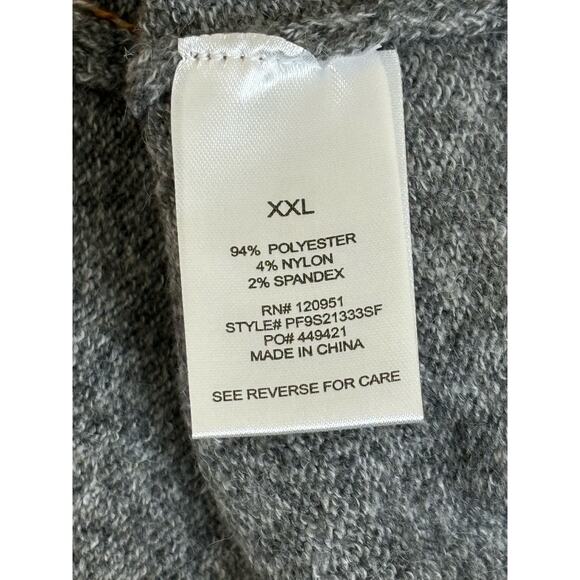 XXL
94% POLYESTER
4% NYLON
2% SPANDEX
RN# 120951
STYLE# PF9S21333SF
PO# 449421
MADE IN CHINA
SEE REVERSE FOR CARE